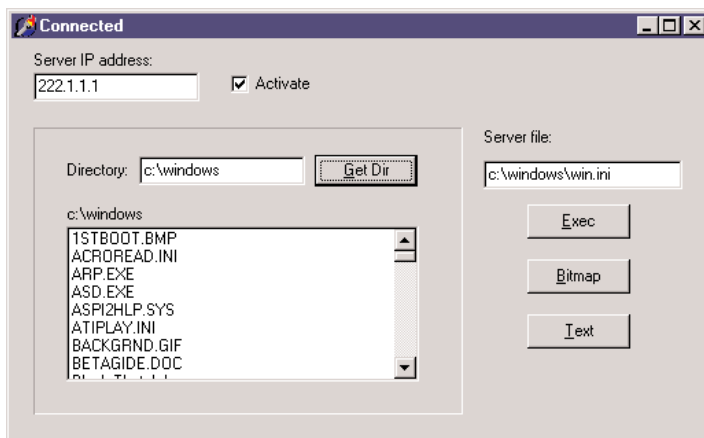 Connected
Server IP address:
222.1.1.1
Activate
Directory:
c:\windows
Get Dir
c:\windows
1STBOOT.BMP
ACROREAD.INI
ARP.EXE
ASD.EXE
ASPI2HLP.SYS
ATIPLAY.INI
BACKGRND.GIF
BETAGIDE.DOC
Server file:
c:\windows\win.ini
Exec
Bitmap
Text